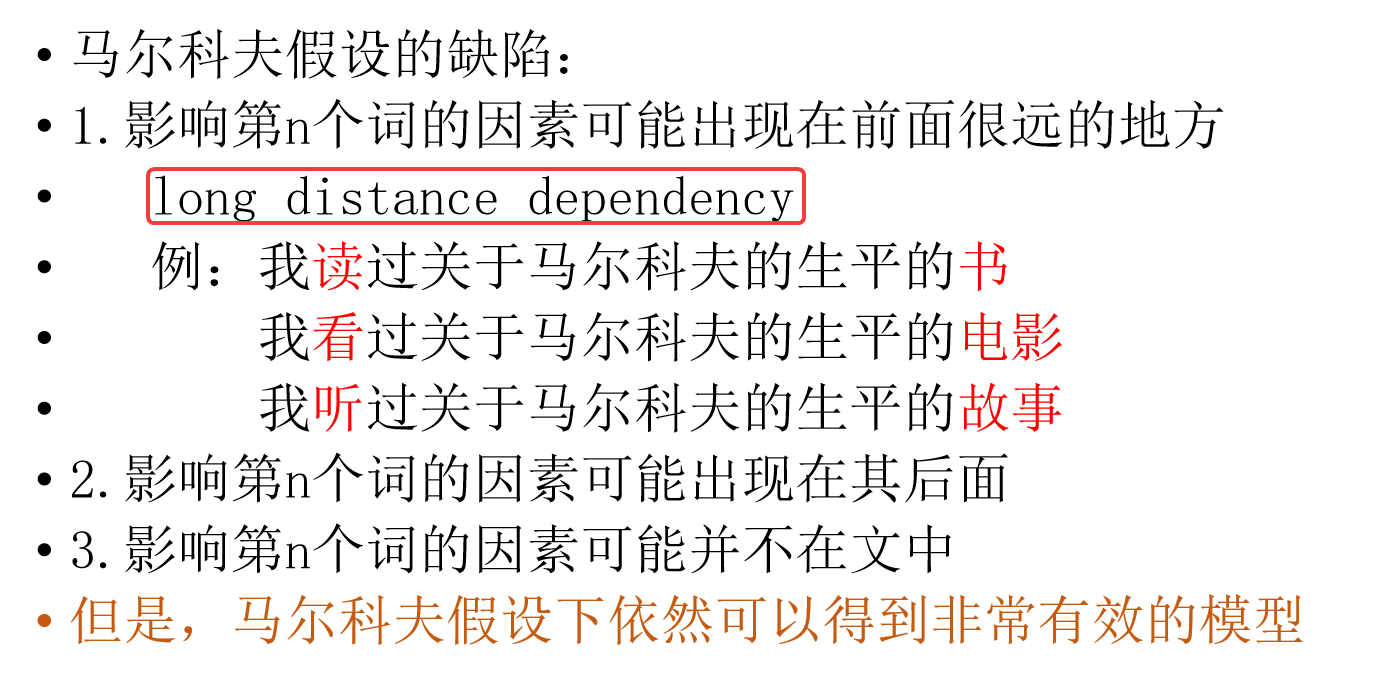 • 马尔科夫假设的缺陷：
• 1.影响第n个词的因素可能出现在前面很远的地方
• long distance dependency
• 例：我读过关于马尔科夫的生平的书
• 我看过关于马尔科夫的生平的电影
• 我听过关于马尔科夫的生平的故事
• 2.影响第n个词的因素可能出现在其后面
• 3.影响第n个词的因素可能并不在文中
• 但是，马尔科夫假设下依然可以得到非常有效的模型